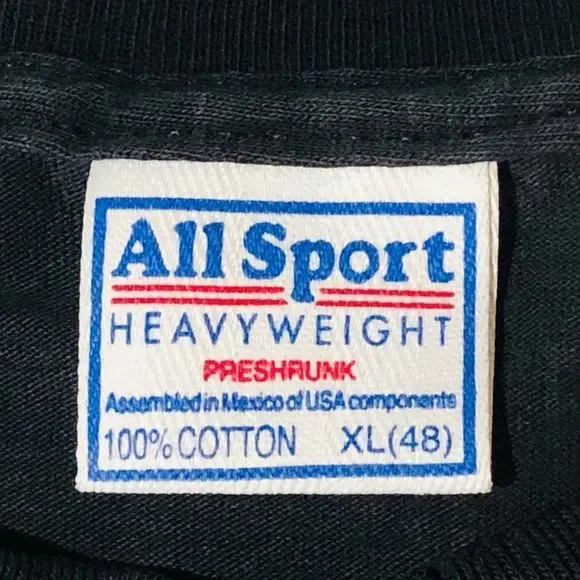 All Sport
HEAVYWEIGHT
PRESHRUNK
Assembled in Mexico of USA components
100% COTTON XL(48)